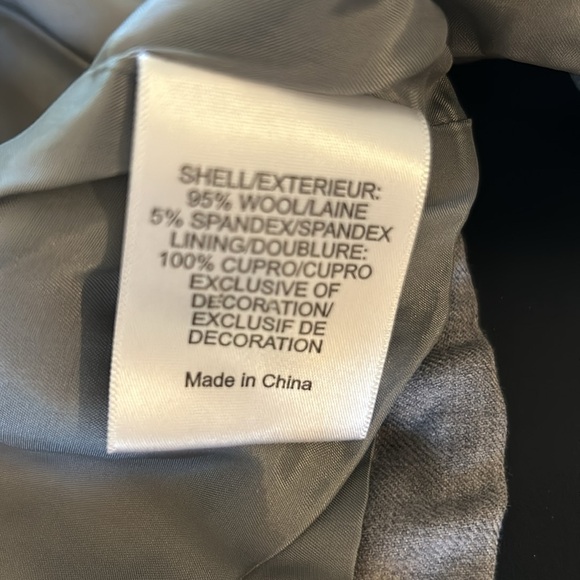 SHELL/EXTERIEUR:
95% WOOL/LAINE
5% SPANDEX/SPANDEX
LINING/DOUBLURE:
100% CUPRO/CUPRO
EXCLUSIVE OF
DECORATION/
EXCLUSIF DE
DECORATION
Made in China